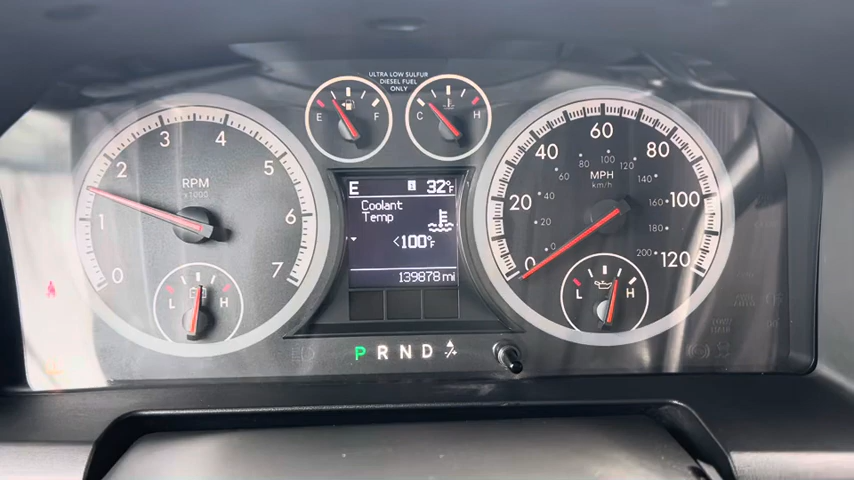 ULTRA LOW SULFUR
DIESEL FUEL
ONLY
E F
C H
0 1 2 3 4 5 6 7
RPM
x1000
L H
E 32°F
Coolant
Temp
<100°F
139878 mi
0 20 40 60 80 100 120
MPH
km/h
0 20 40 60 80 100 120 140 160 180 200
L H
P R N D
-/+